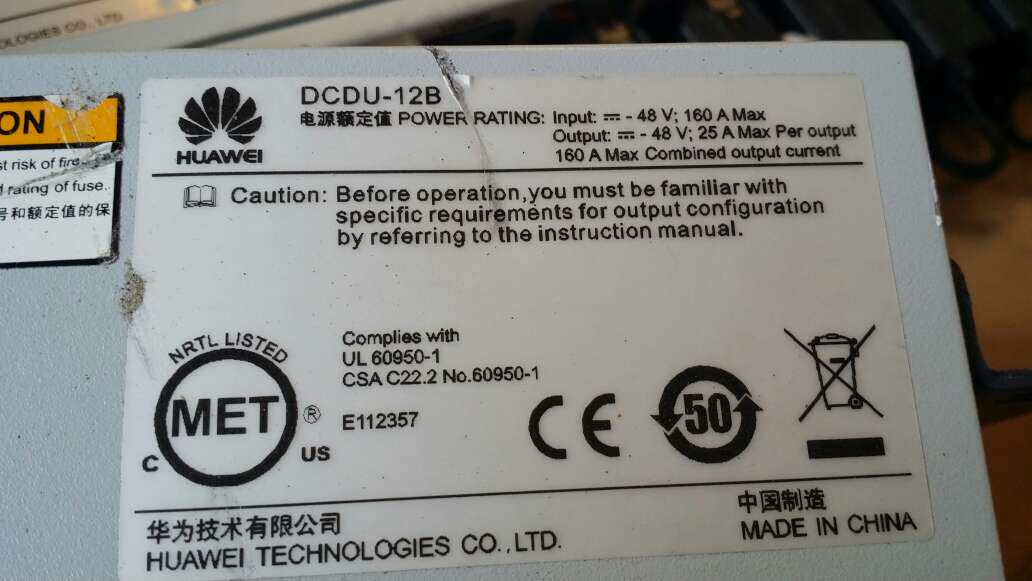 OLOGIES CO., LTD
DCDU-12B
电源额定值 POWER RATING: Input: ⎓ - 48 V; 160 A Max
Output: ⎓ - 48 V; 25 A Max Per output
160 A Max Combined output current
HUAWEI
ON
st risk of fire
rating of fuse.
号和额定值的保
Caution: Before operation,you must be familiar with
specific requirements for output configuration
by referring to the instruction manual.
NRTL LISTED
MET ®
C US
Complies with
UL 60950-1
CSA C22.2 No.60950-1
E112357
CE
50
华为技术有限公司
HUAWEI TECHNOLOGIES CO.,LTD.
中国制造
MADE IN CHINA